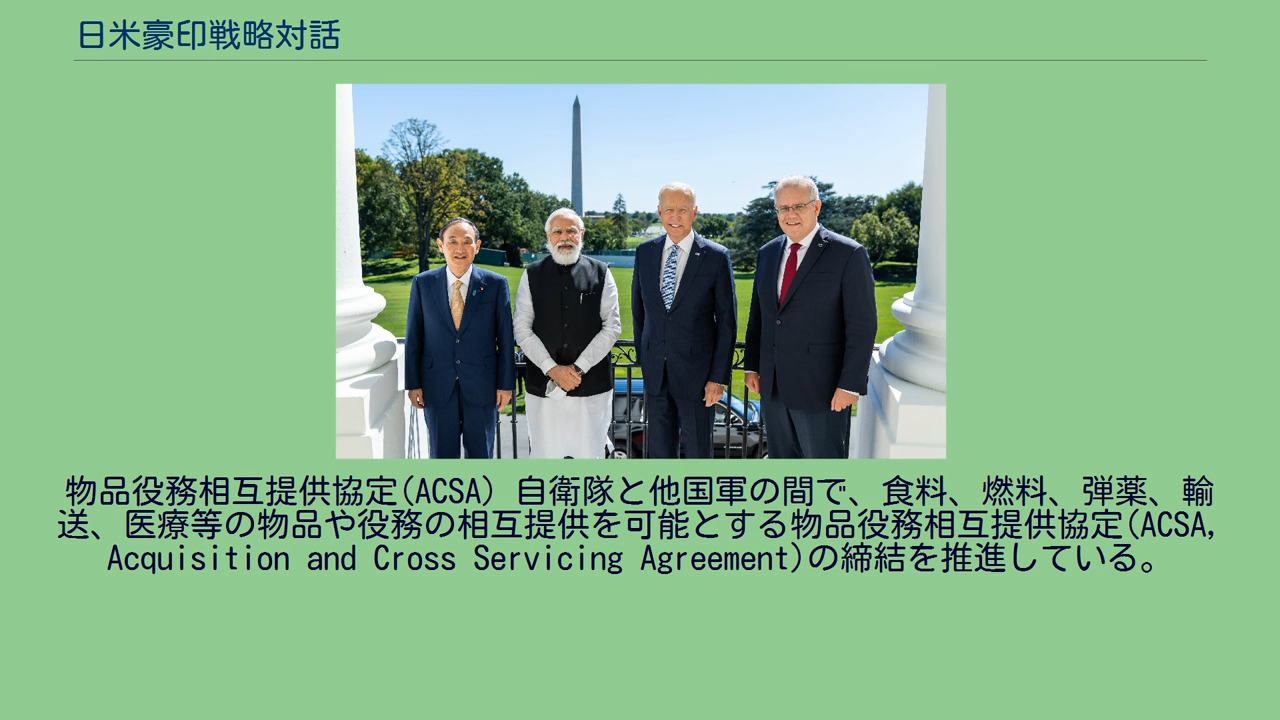 日米豪印戦略対話
物品役務相互提供協定(ACSA) 自衛隊と他国軍の間で、食料、燃料、弾薬、輸
送、医療等の物品や役務の相互提供を可能とする物品役務相互提供協定(ACSA,
Acquisition and Cross Servicing Agreement)の締結を推進している。